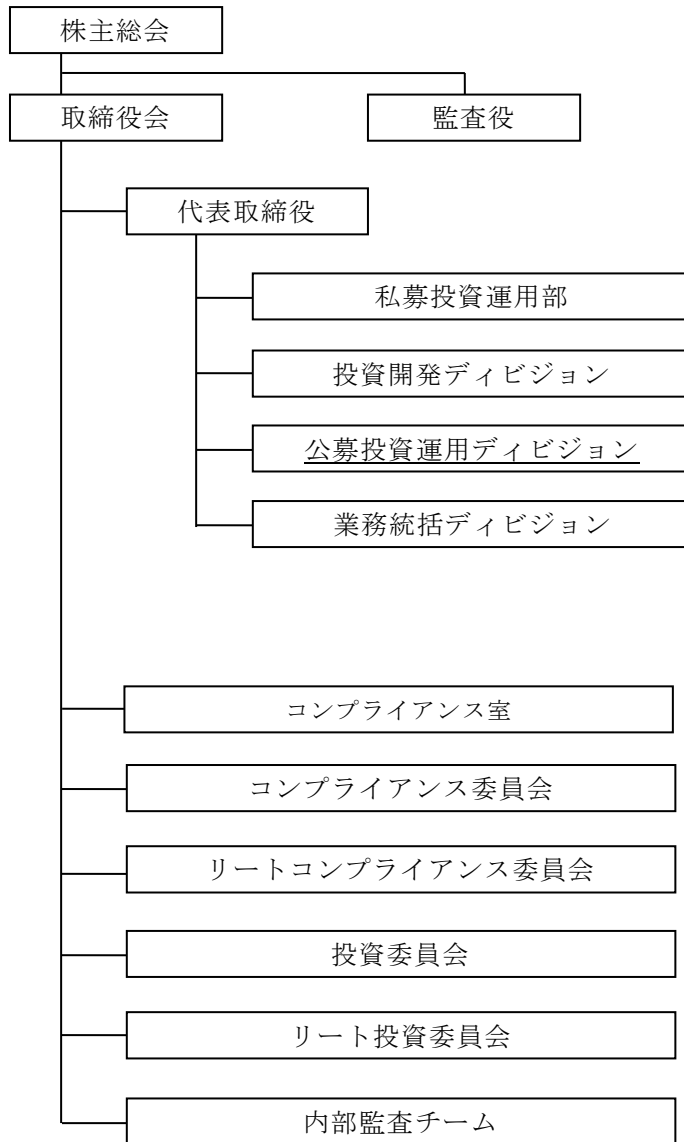 株主総会
取締役会
監査役
代表取締役
私募投資運用部
投資開発ディビジョン
公募投資運用ディビジョン
業務統括ディビジョン
コンプライアンス室
コンプライアンス委員会
リートコンプライアンス委員会
投資委員会
リート投資委員会
内部監査チーム